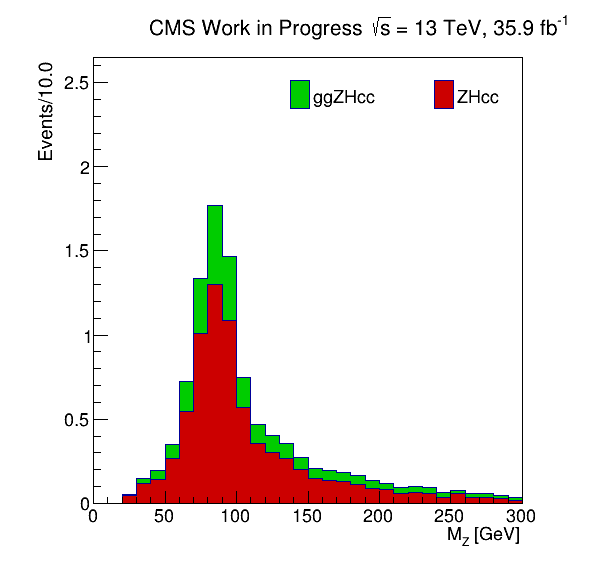 CMS Work in Progress √s = 13 TeV, 35.9 fb⁻¹
Events/10.0
2.5
2
1.5
1
0.5
0
ggZHcc ZHcc
0 50 100 150 200 250 300
M_Z [GeV]